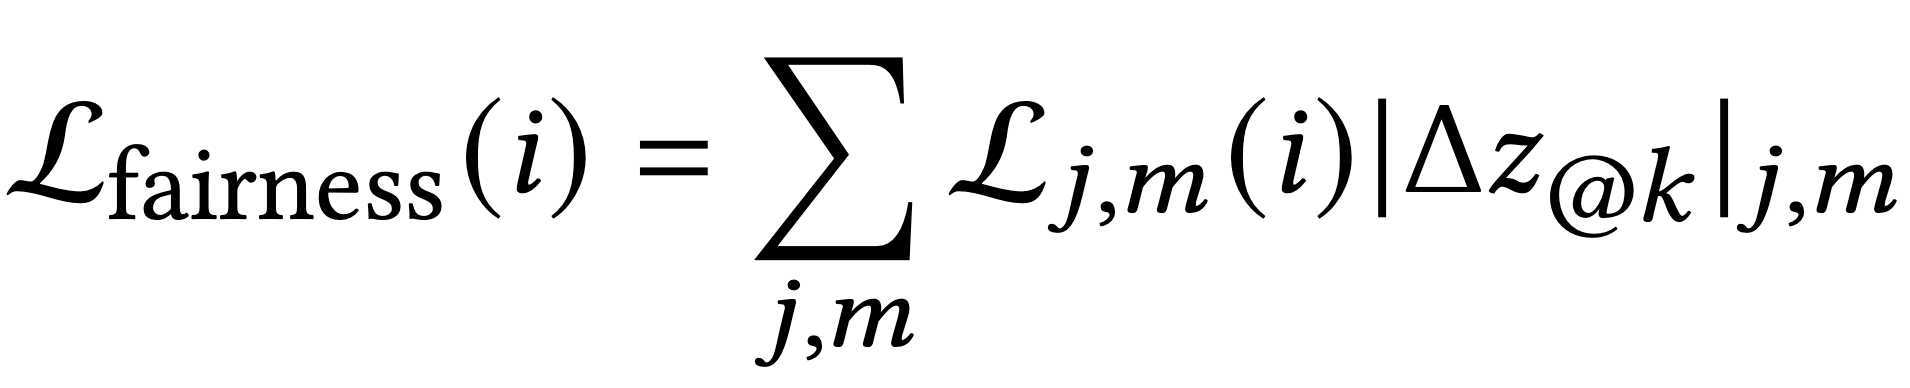 ℒ_fairness(i) = ∑_{j,m} ℒ_{j,m}(i)|Δz_{@k}|_{j,m}